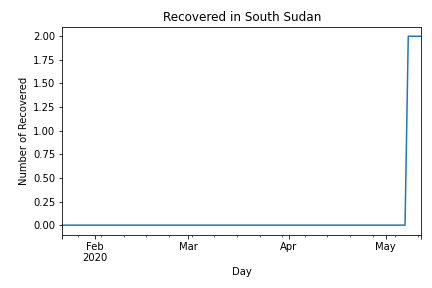 Recovered in South Sudan
2.00
1.75
1.50
1.25
1.00
0.75
0.50
0.25
0.00
Number of Recovered
Feb
2020
Mar
Apr
May
Day